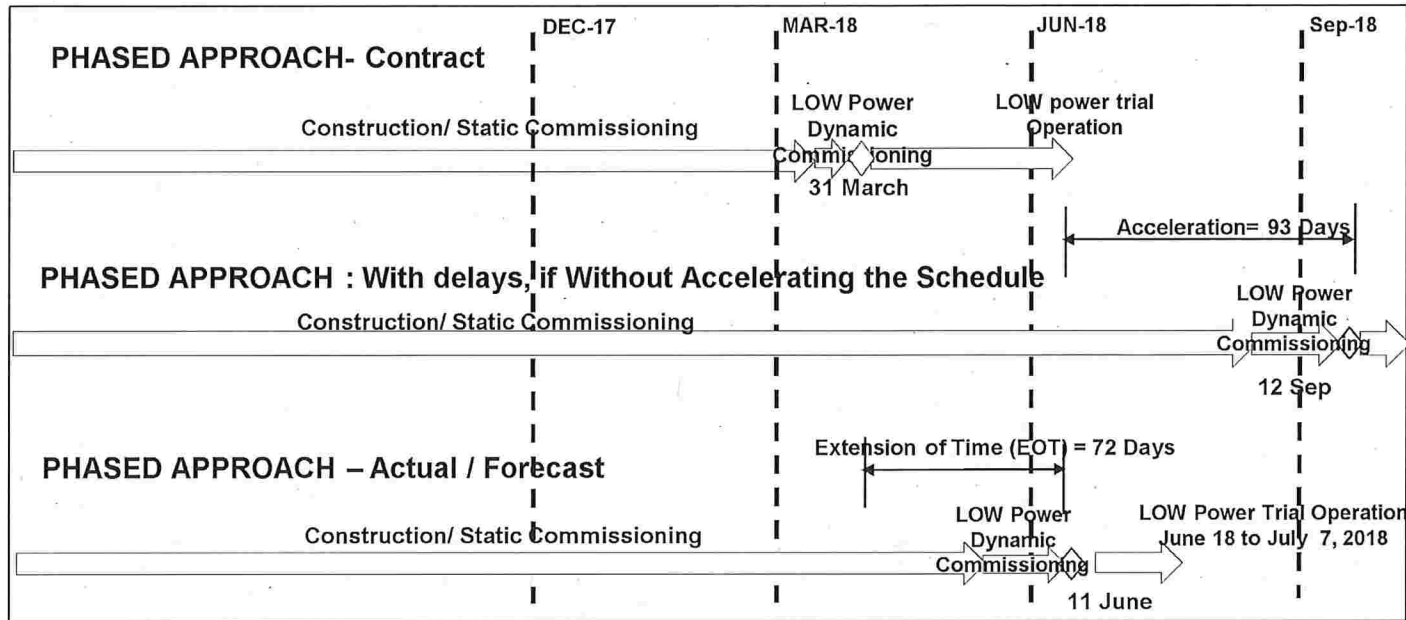 DEC-17
MAR-18
JUN-18
Sep-18
PHASED APPROACH- Contract
Construction/ Static Commissioning
LOW Power
Dynamic
Commissioning
31 March
LOW power trial
Operation
Acceleration= 93 Days
PHASED APPROACH : With delays, if Without Accelerating the Schedule
Construction/ Static Commissioning
LOW Power
Dynamic
Commissioning
12 Sep
Extension of Time (EOT) = 72 Days
PHASED APPROACH – Actual / Forecast
Construction/ Static Commissioning
LOW Power
Dynamic
Commissioning
11 June
LOW Power Trial Operation
June 18 to July 7, 2018